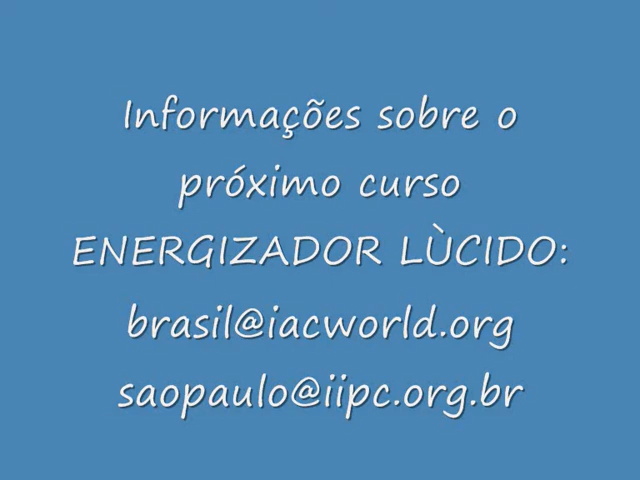 Informações sobre o
próximo curso
ENERGIZADOR LÙCIDO:
brasil@iacworld.org
saopaulo@iipc.org.br